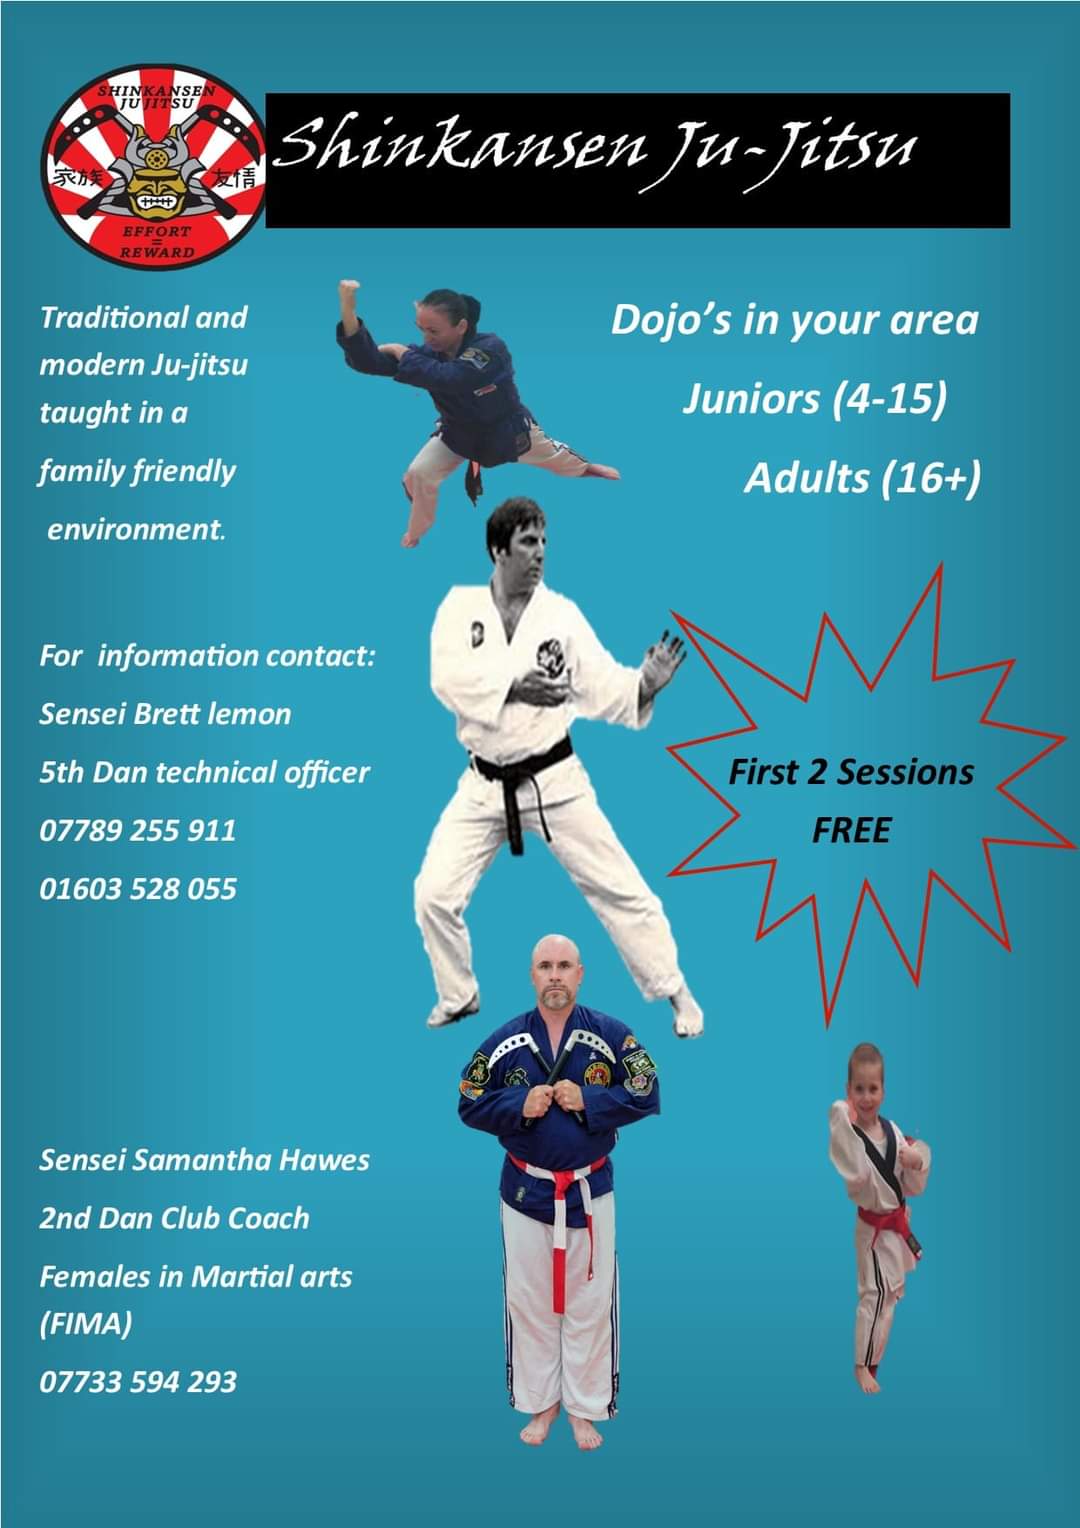 SHINKANSEN
JU JITSU
家族 友情
EFFORT
=
REWARD
Shinkansen Ju-Jitsu
Traditional and
modern Ju-jitsu
taught in a
family friendly
environment.
Dojo’s in your area
Juniors (4-15)
Adults (16+)
For  information contact:
Sensei Brett lemon
5th Dan technical officer
07789 255 911
01603 528 055
First 2 Sessions
FREE
Sensei Samantha Hawes
2nd Dan Club Coach
Females in Martial arts
(FIMA)
07733 594 293